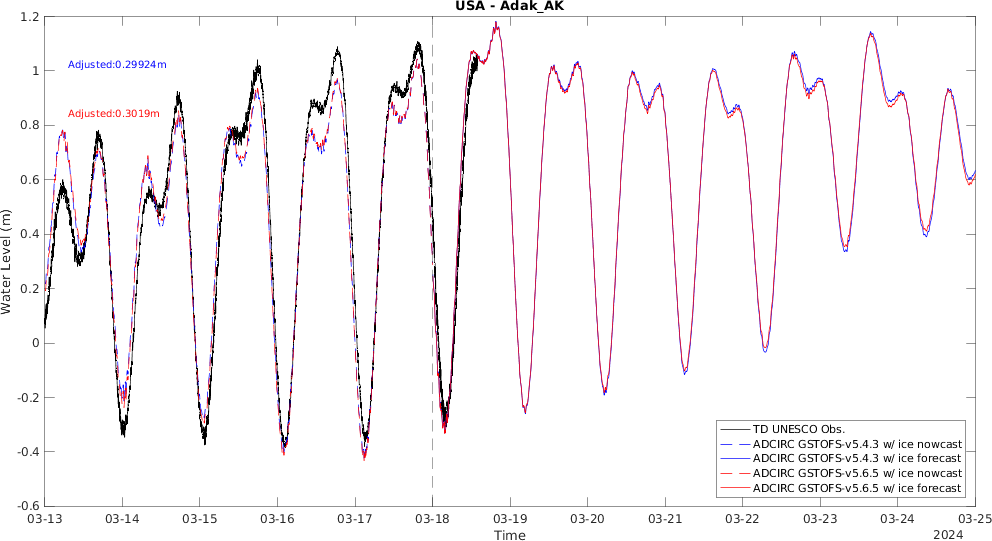 USA - Adak_AK
1.2
1
0.8
0.6
0.4
0.2
0
-0.2
-0.4
-0.6
Water Level (m)
Adjusted:0.29924m
Adjusted:0.3019m
TD UNESCO Obs.
ADCIRC GSTOFS-v5.4.3 w/ ice nowcast
ADCIRC GSTOFS-v5.4.3 w/ ice forecast
ADCIRC GSTOFS-v5.6.5 w/ ice nowcast
ADCIRC GSTOFS-v5.6.5 w/ ice forecast
03-13 03-14 03-15 03-16 03-17 03-18 03-19 03-20 03-21 03-22 03-23 03-24 03-25
Time
2024